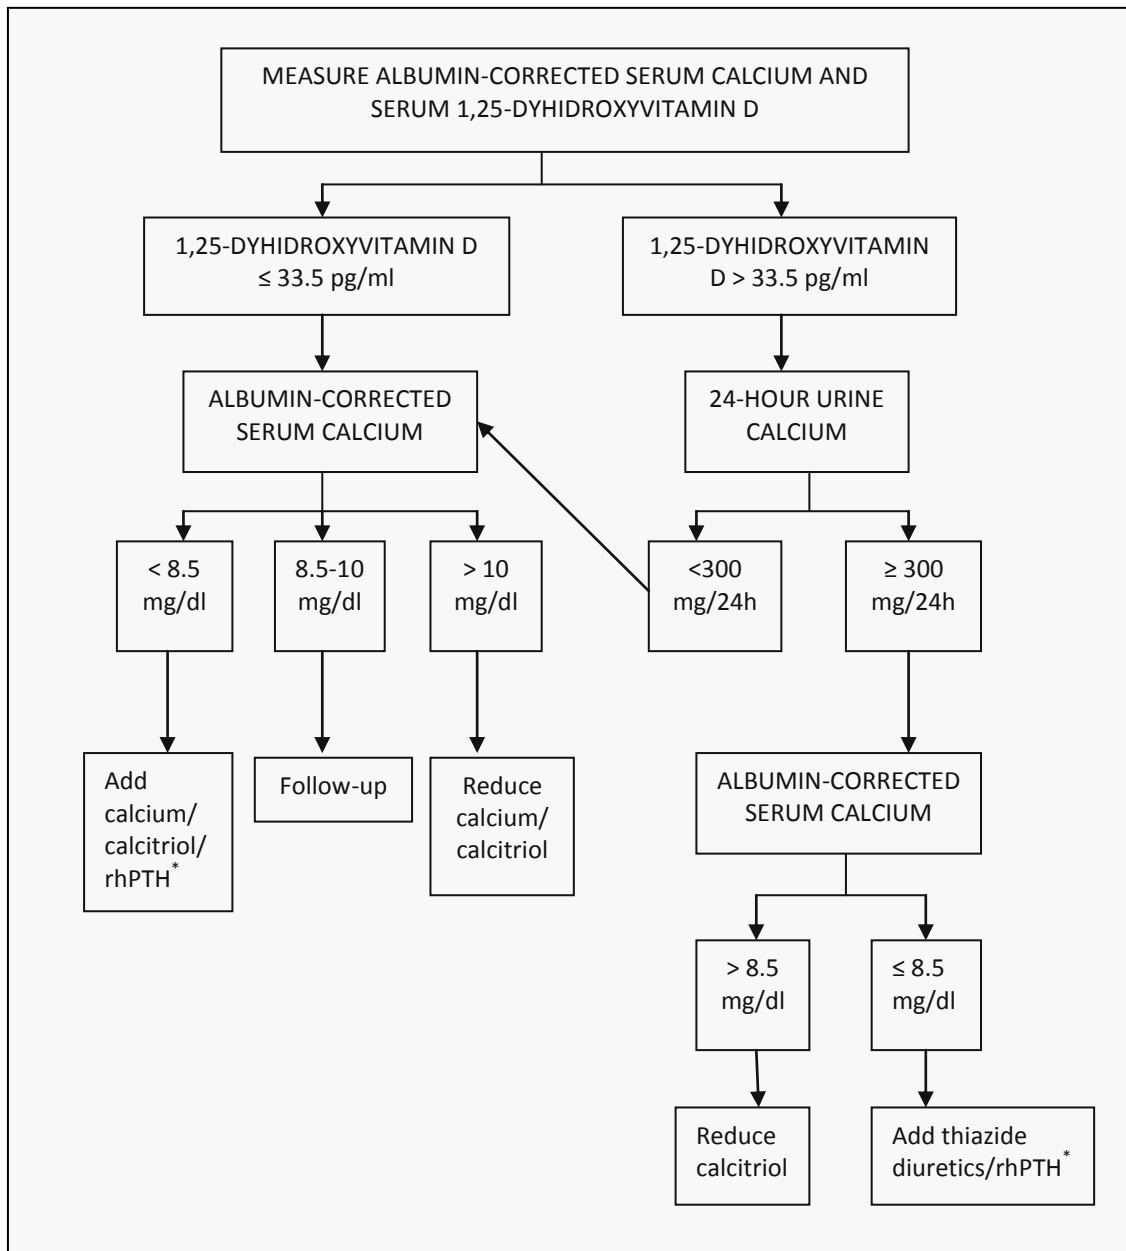 MEASURE ALBUMIN-CORRECTED SERUM CALCIUM AND
SERUM 1,25-DYHIDROXYVITAMIN D
1,25-DYHIDROXYVITAMIN D
≤ 33.5 pg/ml
1,25-DYHIDROXYVITAMIN
D > 33.5 pg/ml
ALBUMIN-CORRECTED
SERUM CALCIUM
24-HOUR URINE
CALCIUM
< 8.5
mg/dl
8.5-10
mg/dl
> 10
mg/dl
<300
mg/24h
≥ 300
mg/24h
Add
calcium/
calcitriol/
rhPTH*
Follow-up
Reduce
calcium/
calcitriol
ALBUMIN-CORRECTED
SERUM CALCIUM
> 8.5
mg/dl
≤ 8.5
mg/dl
Reduce
calcitriol
Add thiazide
diuretics/rhPTH*